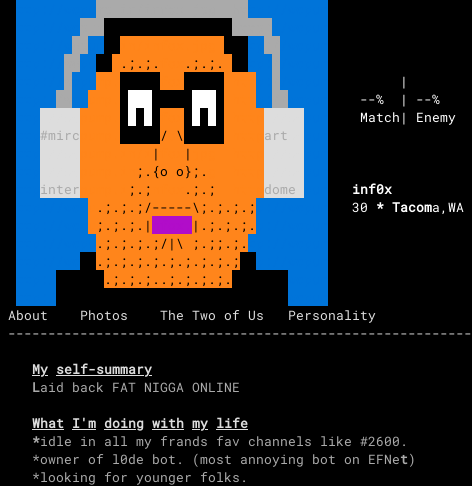 .;.;. .;.;.
--% | --%
Match| Enemy
#mirc / \ art
| |
;.{o o};.
inter ;.; .;.; dome
inf0x
30 * Tacoma,WA
.;.;.;/-----\;.;.;.;
;.;.;.| |.;.;.;.
.;.;.;.;/|\ ;.;;.;.
.;.;.;.;.;.;.;.;.;
.;.;.;..;.;.;.;.
About Photos The Two of Us Personality
-----------------------------------------------------------
My self-summary
Laid back FAT NIGGA ONLINE
What I'm doing with my life
*idle in all my frands fav channels like #2600.
*owner of l0de bot. (most annoying bot on EFNet)
*looking for younger folks.